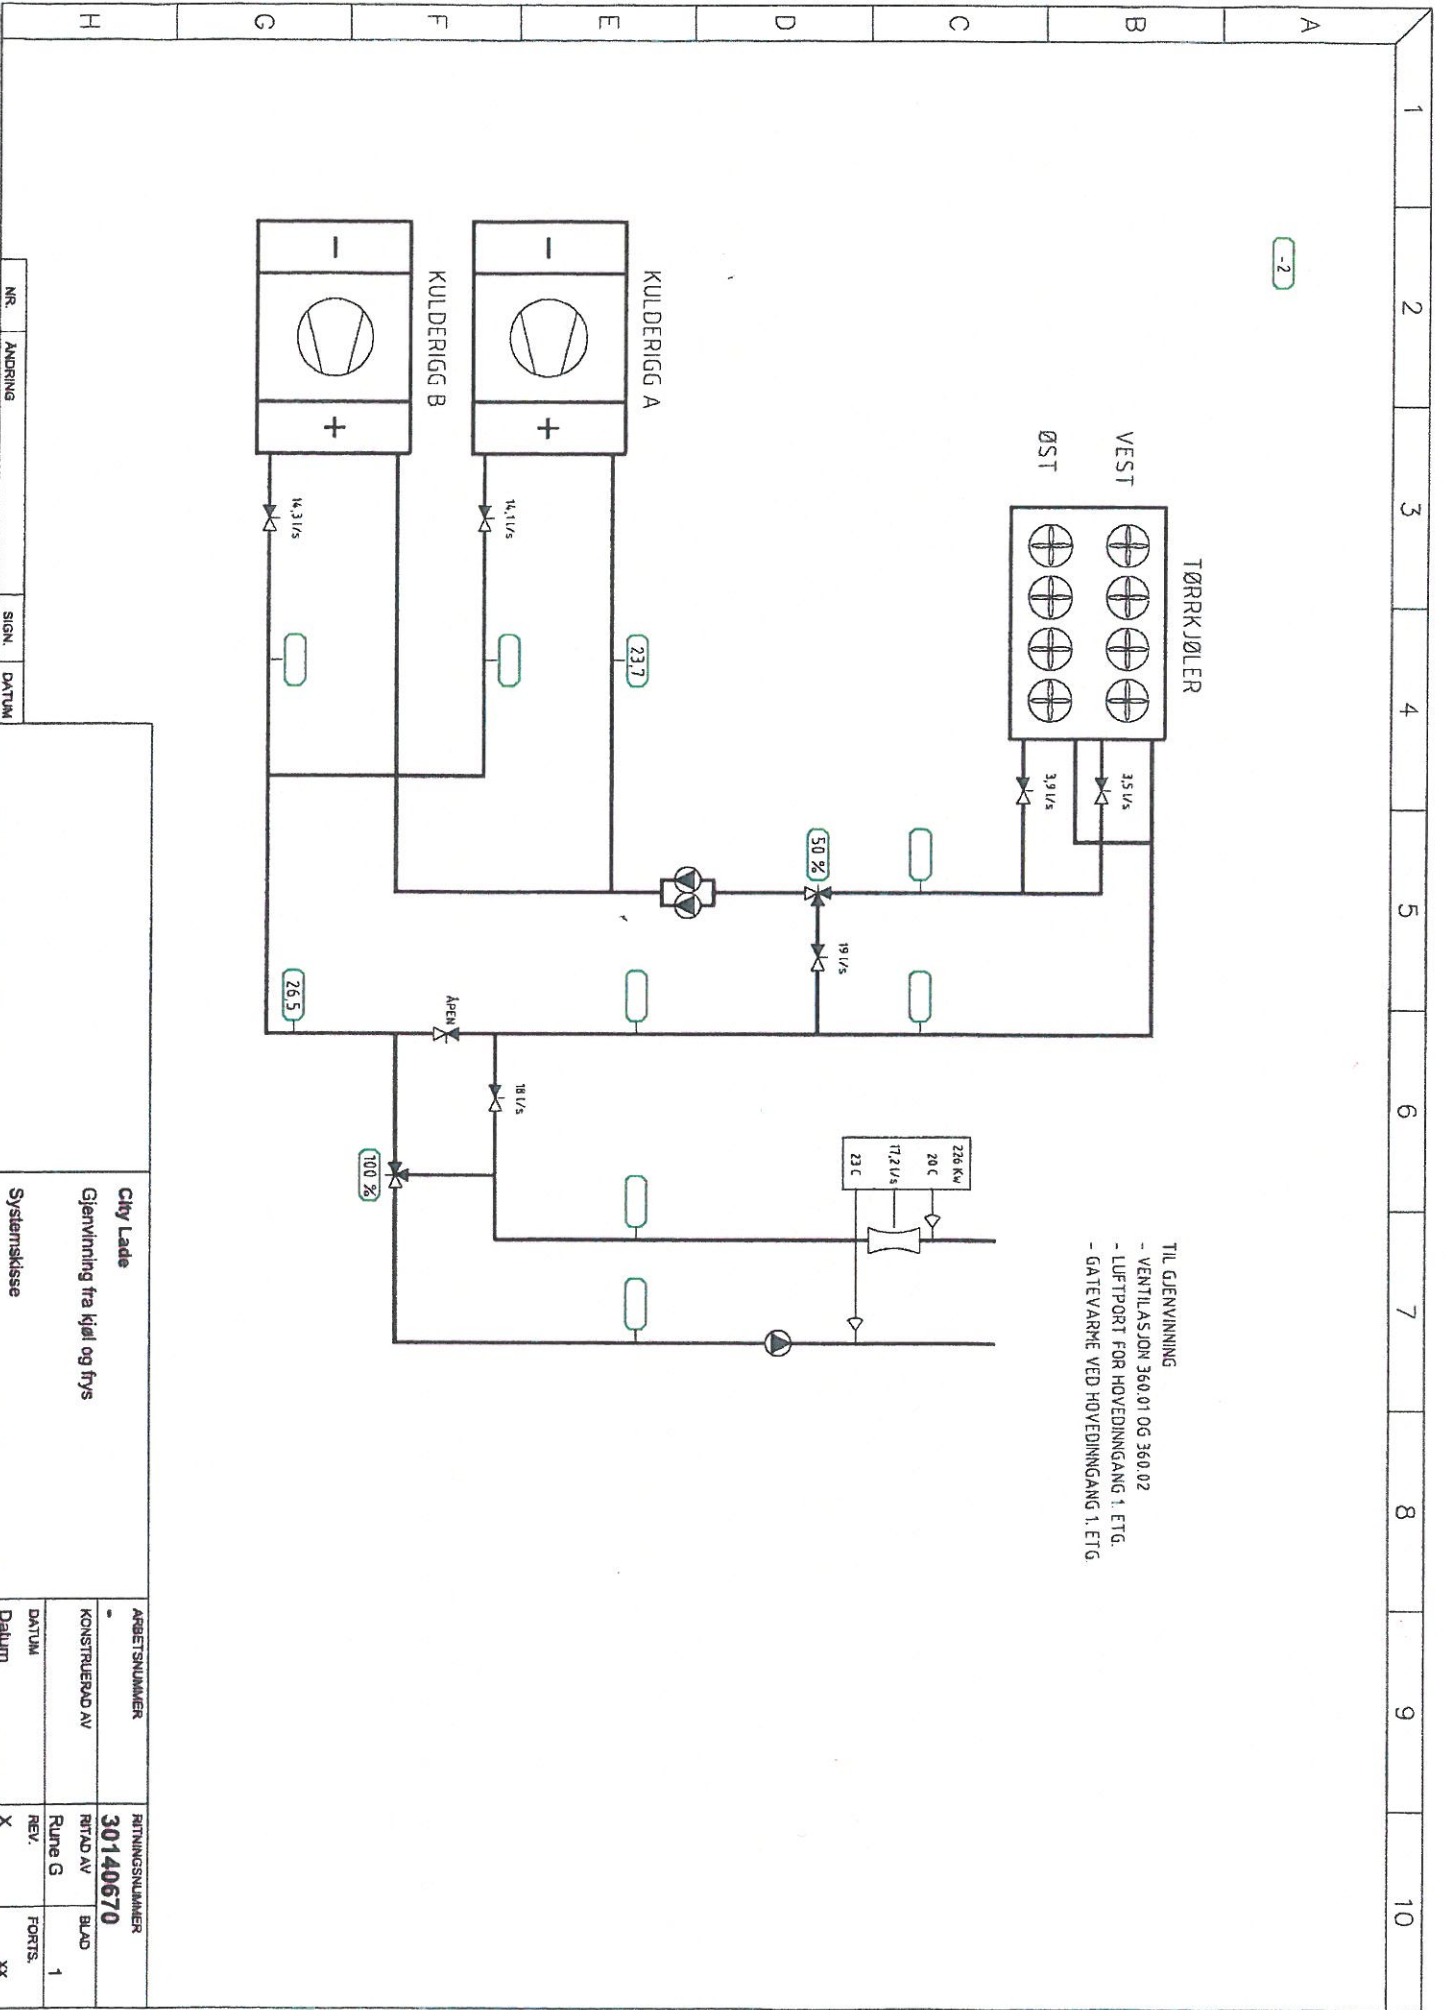 1
2
3
4
5
6
7
8
9
10
A
B
C
D
E
F
G
H
-2
TØRRKJØLER
VEST
ØST
3,5 l/s
3,9 l/s
50 %
19 l/s
KULDERIGG A
- +
23,7
14,1 l/s
KULDERIGG B
- +
14,3 l/s
26,5
ÅPEN
18 l/s
100 %
226 Kw
20 C
17,2 l/s
23 C
TIL GJENVINNING
- VENTILASJON 360.01 OG 360.02
- LUFTPORT FOR HOVEDINNGANG 1. ETG.
- GATEVARME VED HOVEDINNGANG 1. ETG.
NR. ÄNDRING SIGN. DATUM
City Lade
Gjenvinning fra kjøl og frys
Systemskisse
ARBETSNUMMER
-
RITNINGSNUMMER
30140670
KONSTRUERAD AV
RITAD AV
Rune G
BLAD
1
DATUM
Datum
REV.
X
FORTS.
XX